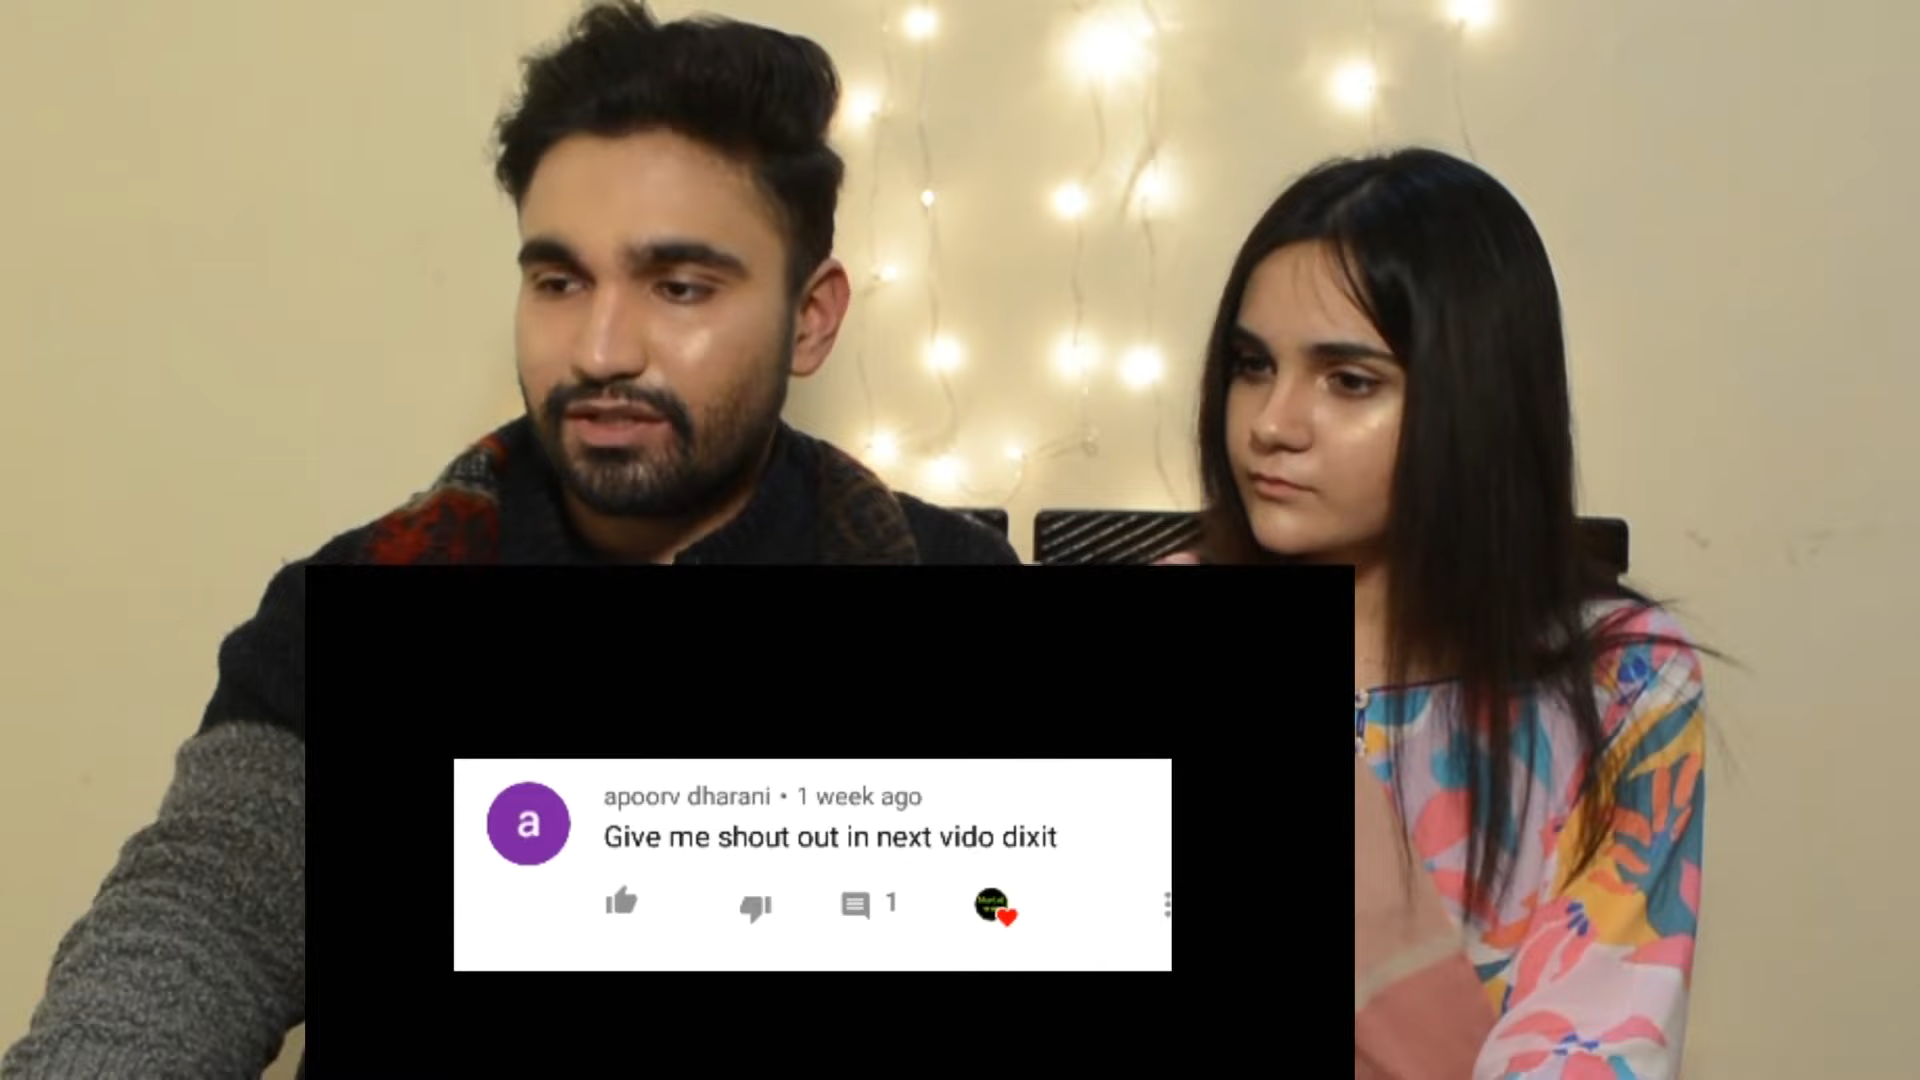 a
apoorv dharani • 1 week ago
Give me shout out in next vido dixit
1